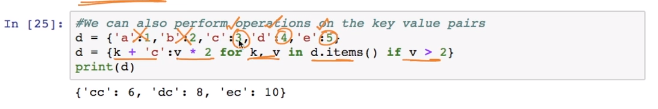 In [25]: #We can also perform operations on the key value pairs
d = {'a':1,'b':2,'c':3,'d':4,'e':5}
d = {k + 'c':v * 2 for k, v in d.items() if v > 2}
print(d)
{'cc': 6, 'dc': 8, 'ec': 10}